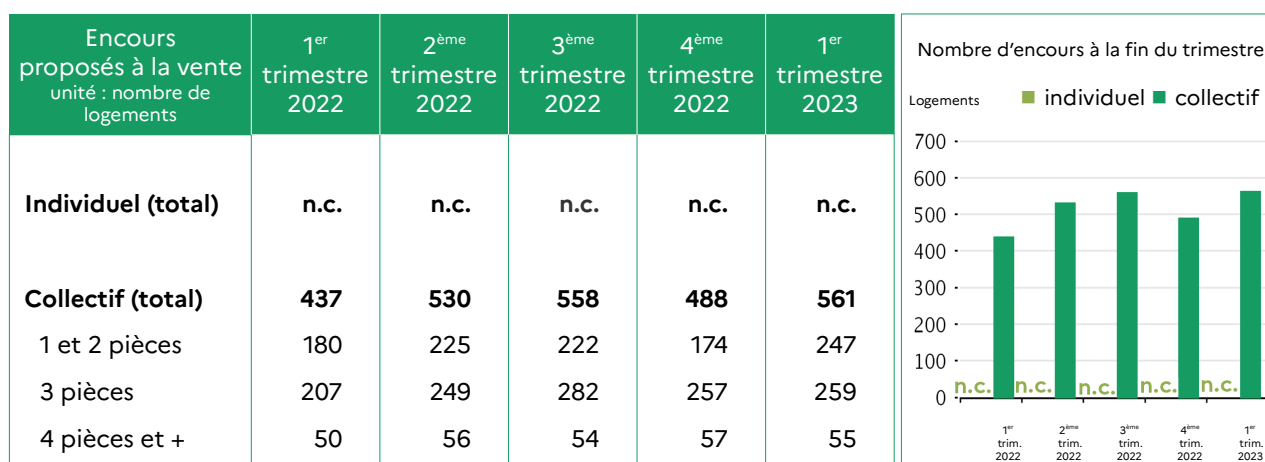 Encours
proposés à la vente
unité : nombre de
logements
1er
trimestre
2022
2ème
trimestre
2022
3ème
trimestre
2022
4ème
trimestre
2022
1er
trimestre
2023
Individuel (total) n.c. n.c. n.c. n.c. n.c.
Collectif (total) 437 530 558 488 561
1 et 2 pièces 180 225 222 174 247
3 pièces 207 249 282 257 259
4 pièces et + 50 56 54 57 55
Nombre d'encours à la fin du trimestre
Logements individuel collectif
700
600
500
400
300
200
100
0
n.c. n.c. n.c. n.c. n.c.
1er
trim.
2022
2ème
trim.
2022
3ème
trim.
2022
4ème
trim.
2022
1er
trim.
2023